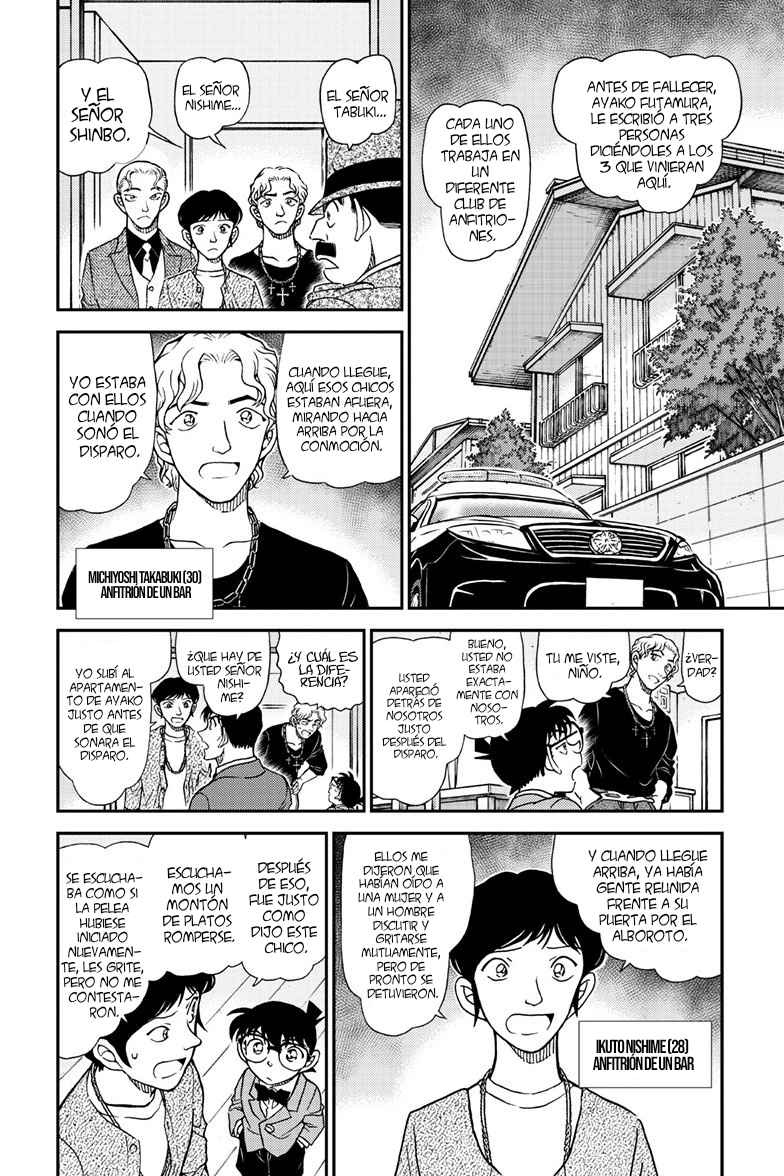 ANTES DE FALLECER,
AYAKO FUTAMURA,
LE ESCRIBIÓ A TRES
PERSONAS
DICIÉNDOLES A LOS
3 QUE VINIERAN
AQUÍ.
CADA UNO
DE ELLOS
TRABAJA EN
UN
DIFERENTE
CLUB DE
ANFITRIO-
NES.
EL SEÑOR
TABUKI...
EL SEÑOR
NISHIME...
Y EL
SEÑOR
SHINBO.
CUANDO LLEGUE,
AQUÍ ESOS CHICOS
ESTABAN AFUERA,
MIRANDO HACIA
ARRIBA POR LA
CONMOCIÓN.
YO ESTABA
CON ELLOS
CUANDO
SONÓ EL
DISPARO.
MICHIYOSHI TAKABUKI (30)
ANFITRIÓN DE UN BAR
¿VER-
DAD?
TU ME VISTE,
NIÑO.
BUENO,
USTED NO
ESTABA
EXACTA-
MENTE CON
NOSO-
TROS.
USTED
APARECIÓ
DETRÁS DE
NOSOTROS
JUSTO
DESPUÉS DEL
DISPARO.
¿Y CUÁL ES
LA DIFE-
RENCIA?
¿QUE HAY DE
USTED SEÑOR
NISHI-
ME?
YO SUBÍ AL
APARTAMEN-
TO DE AYAKO
JUSTO ANTES
DE QUE
SONARA EL
DISPARO.
Y CUANDO LLEGUE
ARRIBA, YA HABÍA
GENTE REUNIDA
FRENTE A SU
PUERTA POR EL
ALBOROTO.
ELLOS ME
DIJERON QUE
HABÍAN OÍDO A
UNA MUJER Y A
UN HOMBRE
DISCUTIR Y
GRITARSE
MUTUAMENTE,
PERO DE
PRONTO SE
DETUVIERON.
IKUTO NISHIME (28)
ANFITRIÓN DE UN BAR
DESPUÉS
DE ESO,
FUE JUSTO
COMO
DIJO ESTE
CHICO.
ESCUCHA-
MOS UN
MONTÓN
DE PLATOS
ROMPERSE.
SE ESCUCHA-
BA COMO SI
LA PELEA
HUBIESE
INICIADO
NUEVAMEN-
TE, LES GRITE,
PERO NO ME
CONTESTA-
RON.